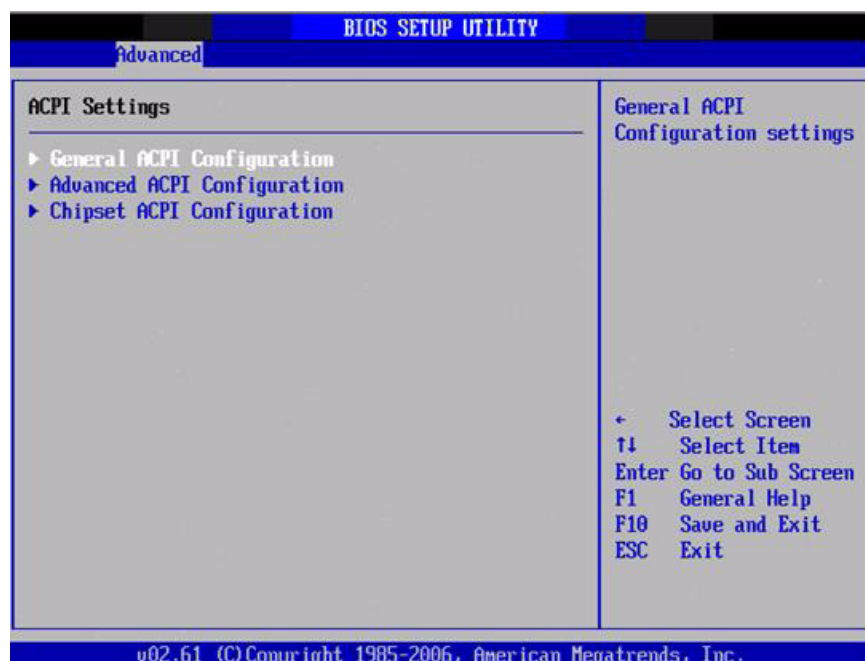 BIOS SETUP UTILITY
Advanced
ACPI Settings
▶ General ACPI Configuration
▶ Advanced ACPI Configuration
▶ Chipset ACPI Configuration
General ACPI
Configuration settings
← Select Screen
↑↓ Select Item
Enter Go to Sub Screen
F1 General Help
F10 Save and Exit
ESC Exit
v02.61 (C)Copyright 1985-2006, American Megatrends, Inc.